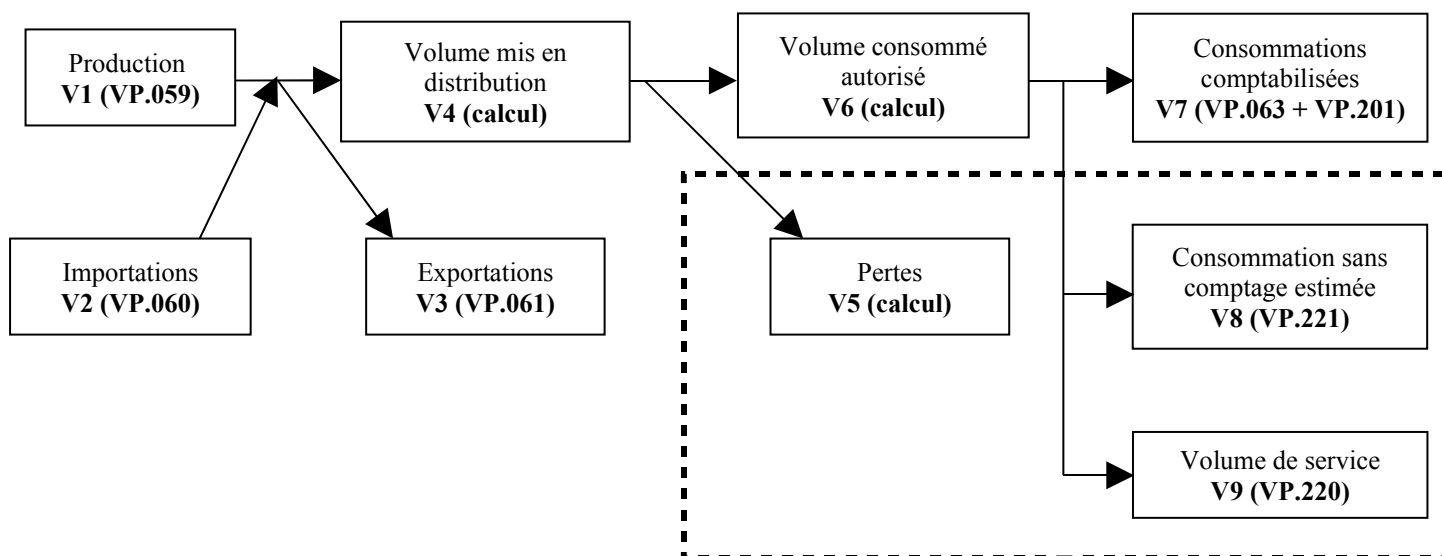 Production
V1 (VP.059)
Volume mis en
distribution
V4 (calcul)
Volume consommé
autorisé
V6 (calcul)
Consommations
comptabilisées
V7 (VP.063 + VP.201)
Importations
V2 (VP.060)
Exportations
V3 (VP.061)
Pertes
V5 (calcul)
Consommation sans
comptage estimée
V8 (VP.221)
Volume de service
V9 (VP.220)